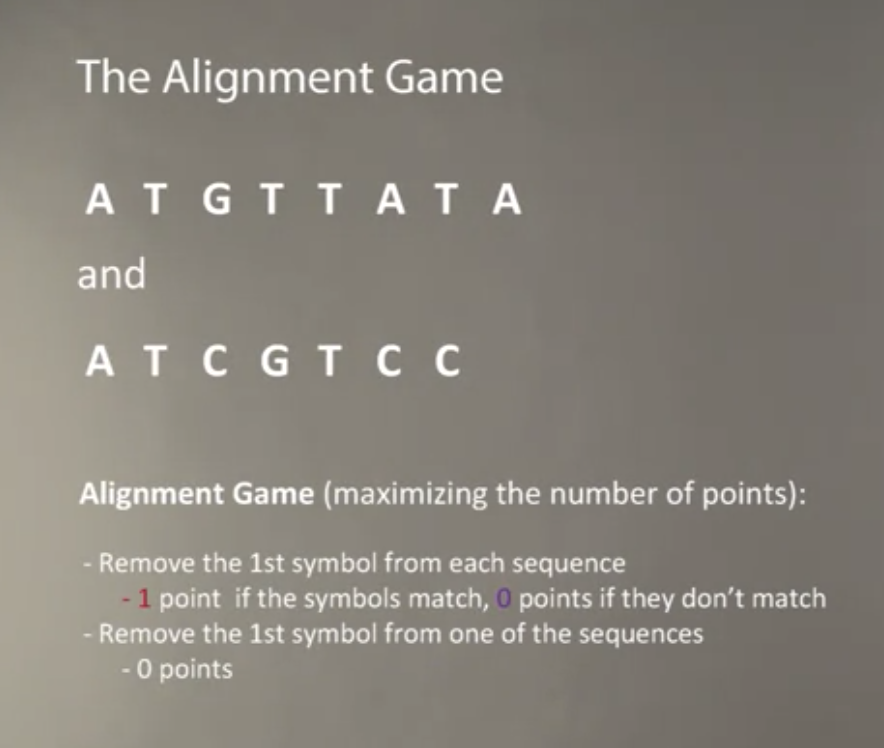 The Alignment Game
A T G T T A T A
and
A T C G T C C
Alignment Game (maximizing the number of points):
- Remove the 1st symbol from each sequence
- 1 point if the symbols match, 0 points if they don't match
- Remove the 1st symbol from one of the sequences
- 0 points